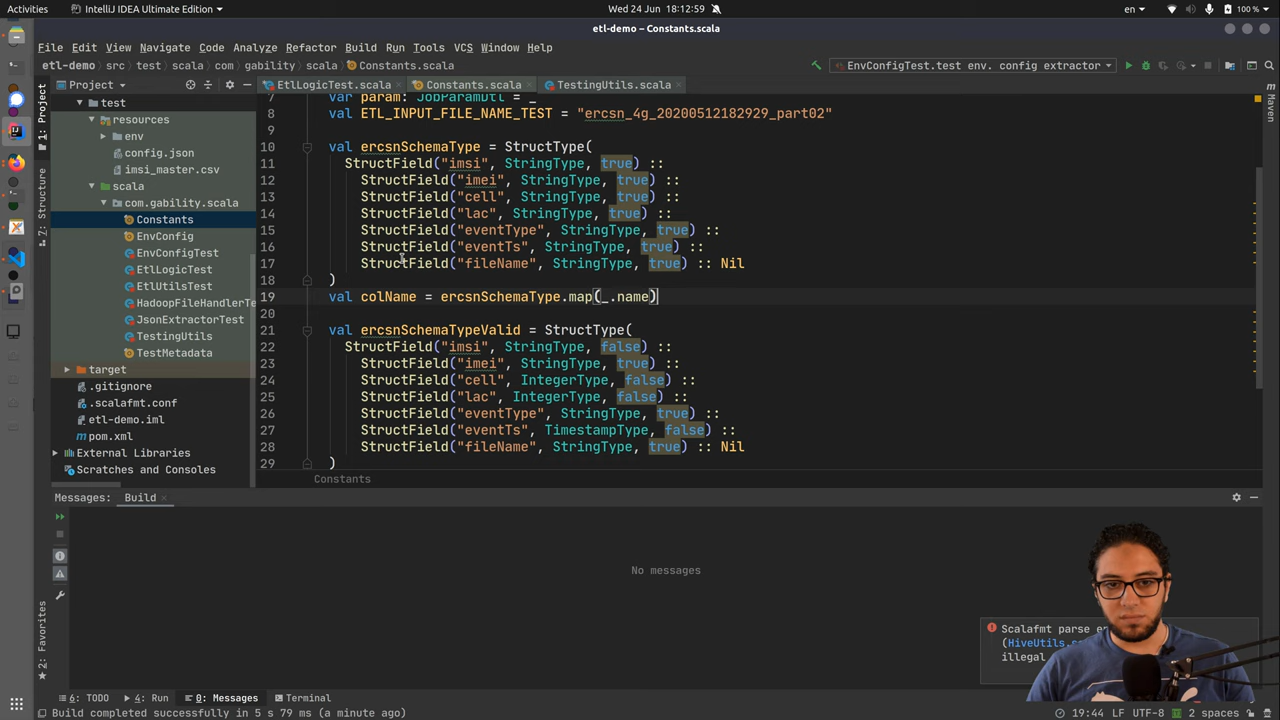 Activities
IntelliJ IDEA Ultimate Edition
Wed 24 Jun 18:12:59
en
100 %
etl-demo – Constants.scala
File Edit View Navigate Code Analyze Refactor Build Run Tools VCS Window Help
etl-demo › src › test › scala › com › gability › scala › Constants.scala
EnvConfigTest.test env. config extractor
Project
EtlLogicTest.scala
Constants.scala
TestingUtils.scala
1: Project
Structure
2: Favorites
Maven
test
resources
env
config.json
imsi_master.csv
scala
com.gability.scala
Constants
EnvConfig
EnvConfigTest
EtlLogicTest
EtlUtilsTest
HadoopFileHandlerTe
JsonExtractorTest
TestingUtils
TestMetadata
target
.gitignore
.scalafmt.conf
etl-demo.iml
pom.xml
External Libraries
Scratches and Consoles
7 var param: JobParamUtl = _
8 val ETL_INPUT_FILE_NAME_TEST = "ercsn_4g_20200512182929_part02"
9
10 val ercsnSchemaType = StructType(
11 StructField("imsi", StringType, true) ::
12 StructField("imei", StringType, true) ::
13 StructField("cell", StringType, true) ::
14 StructField("lac", StringType, true) ::
15 StructField("eventType", StringType, true) ::
16 StructField("eventTs", StringType, true) ::
17 StructField("fileName", StringType, true) :: Nil
18 )
19 val colName = ercsnSchemaType.map(_.name)
20
21 val ercsnSchemaTypeValid = StructType(
22 StructField("imsi", StringType, false) ::
23 StructField("imei", StringType, true) ::
24 StructField("cell", IntegerType, false) ::
25 StructField("lac", IntegerType, false) ::
26 StructField("eventType", StringType, true) ::
27 StructField("eventTs", TimestampType, false) ::
28 StructField("fileName", StringType, true) :: Nil
29 )
Constants
Messages: Build
No messages
Scalafmt parse
(HiveUtils.
illegal
6: TODO
4: Run
0: Messages
Terminal
Build completed successfully in 5 s 79 ms (a minute ago)
19:44 LF UTF-8 2 spaces